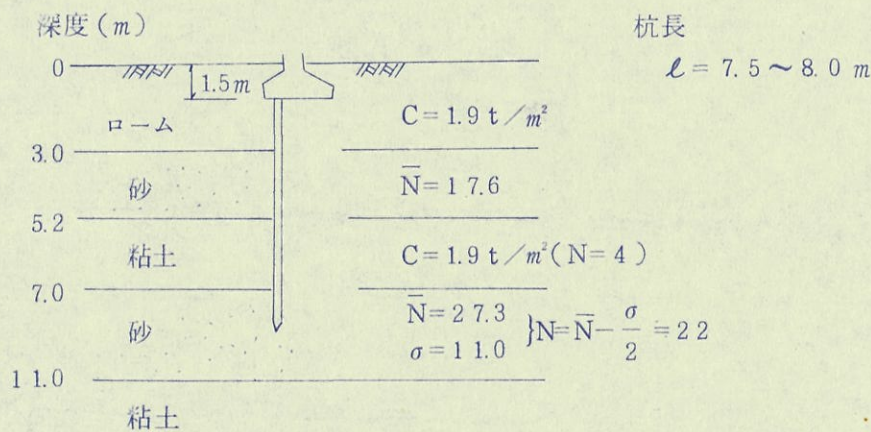 深度(m)
杭長
0
1.5m
ℓ = 7.5 ~ 8.0 m
ローム
C = 1.9 t/m²
3.0
砂
N̅ = 17.6
5.2
粘土
C = 1.9 t/m² (N = 4)
7.0
砂
N̅ = 27.3
σ = 11.0
}N = N̅ - σ/2 = 22
11.0
粘土